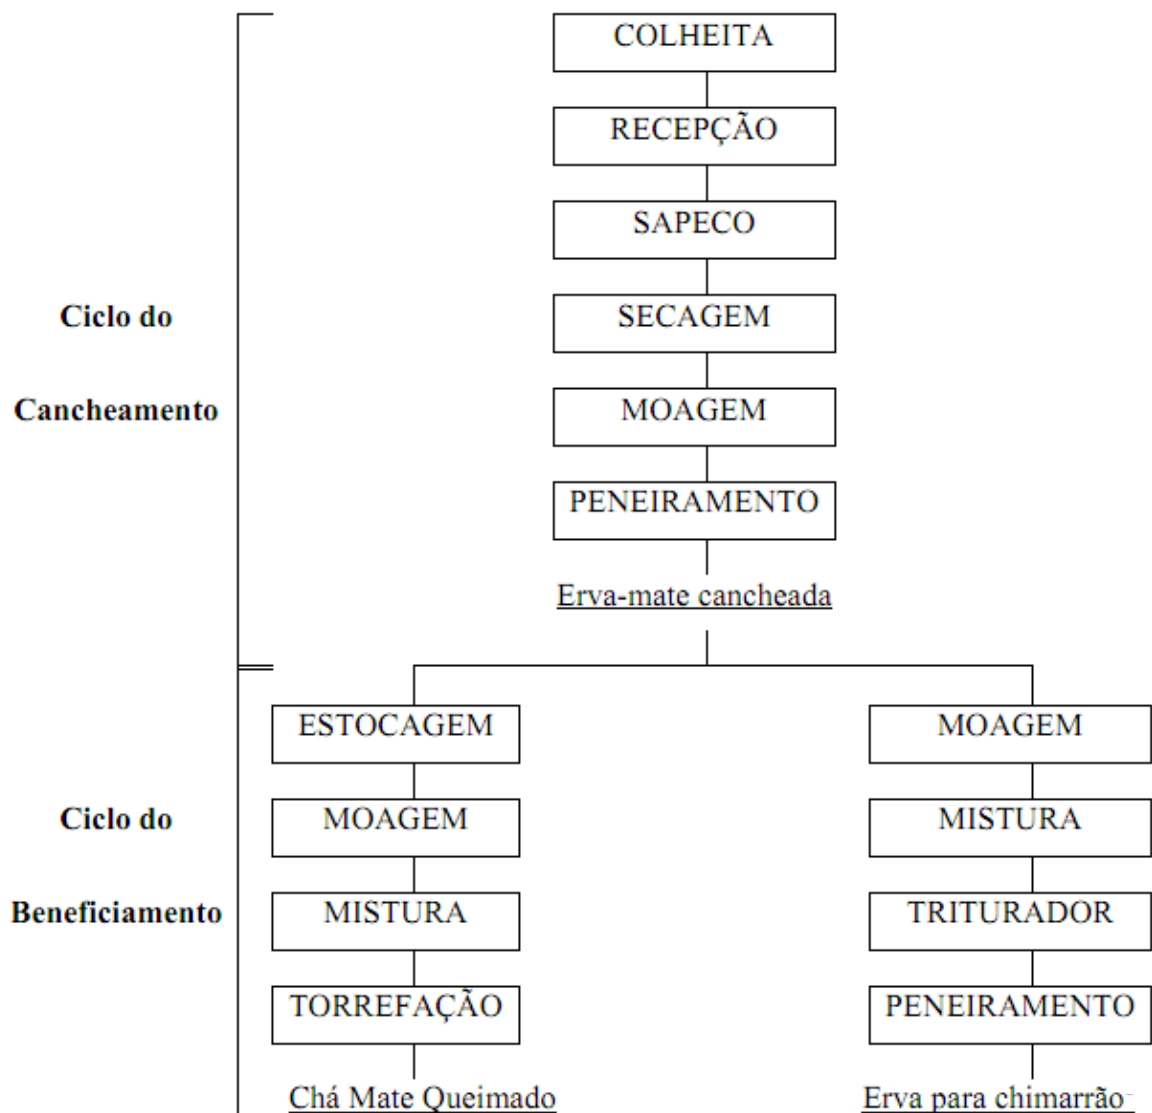 COLHEITA
RECEPÇÃO
SAPECO
SECAGEM
MOAGEM
PENEIRAMENTO
Erva-mate cancheada
Ciclo do
Cancheamento
ESTOCAGEM
MOAGEM
MISTURA
TORREFAÇÃO
Chá Mate Queimado
MOAGEM
MISTURA
TRITURADOR
PENEIRAMENTO
Erva para chimarrão
Ciclo do
Beneficiamento